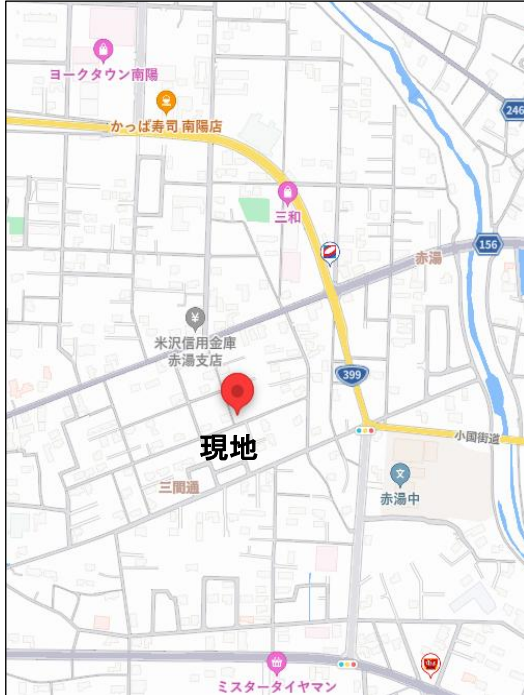 ヨークタウン南陽
246
かっぱ寿司 南陽店
三和
156
赤湯
¥
米沢信用金庫
赤湯支店
399
現地
小国街道
文
三間通
赤湯中
ミスタータイヤマン